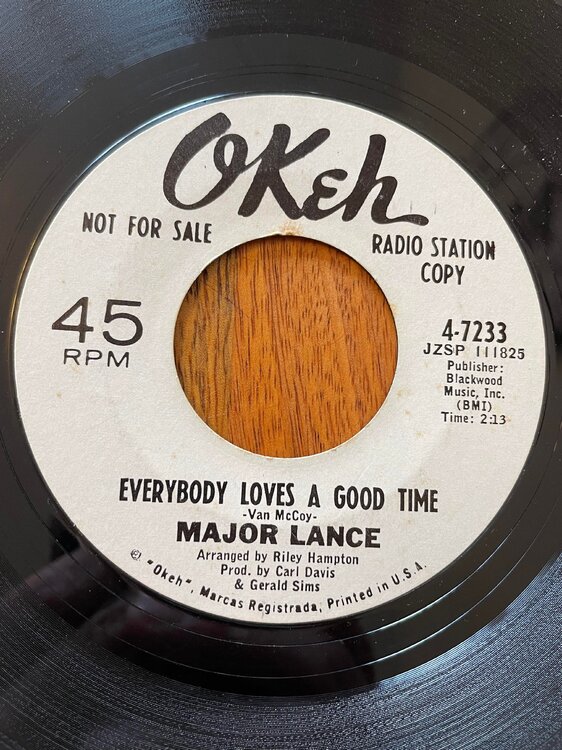 OKeh
NOT FOR SALE
RADIO STATION
COPY
45
RPM
4-7233
JZSP 111825
Publisher:
Blackwood
Music, Inc.
(BMI)
Time: 2:13
EVERYBODY LOVES A GOOD TIME
-Van McCoy-
MAJOR LANCE
Arranged by Riley Hampton
Prod. by Carl Davis
& Gerald Sims
© "Okeh", Marcas Registrada, Printed in U.S.A.